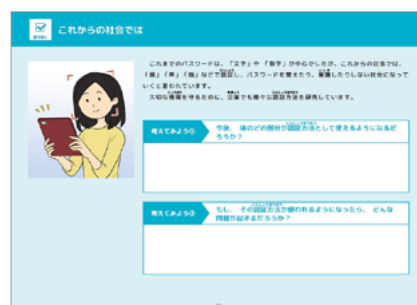 これからの社会では
これまでのパスワードは、「文字」や「数字」が中心でしたが、これからの社会では、
「顔」「声」「指」などで認証し、パスワードを覚えたり、意識したりしない社会になって
いくと言われています。
大切な情報を守るために、企業でも様々な認証方法を研究しています。
考えてみよう①
今後、体のどの部分が認証方法として使えるようになるだ
ろうか?
考えてみよう②
もし、その認証方法が使われるようになったら、どんな
問題が起きるだろうか?